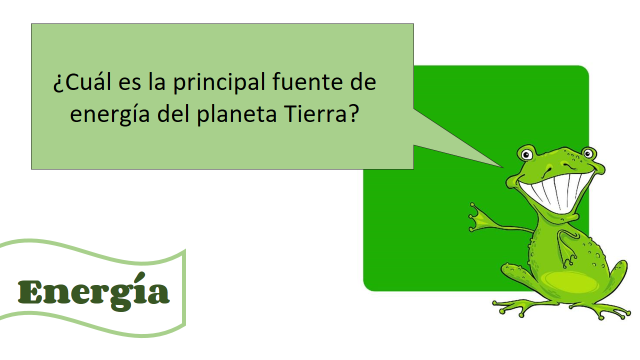 ¿Cuál es la principal fuente de
energía del planeta Tierra?
Energía